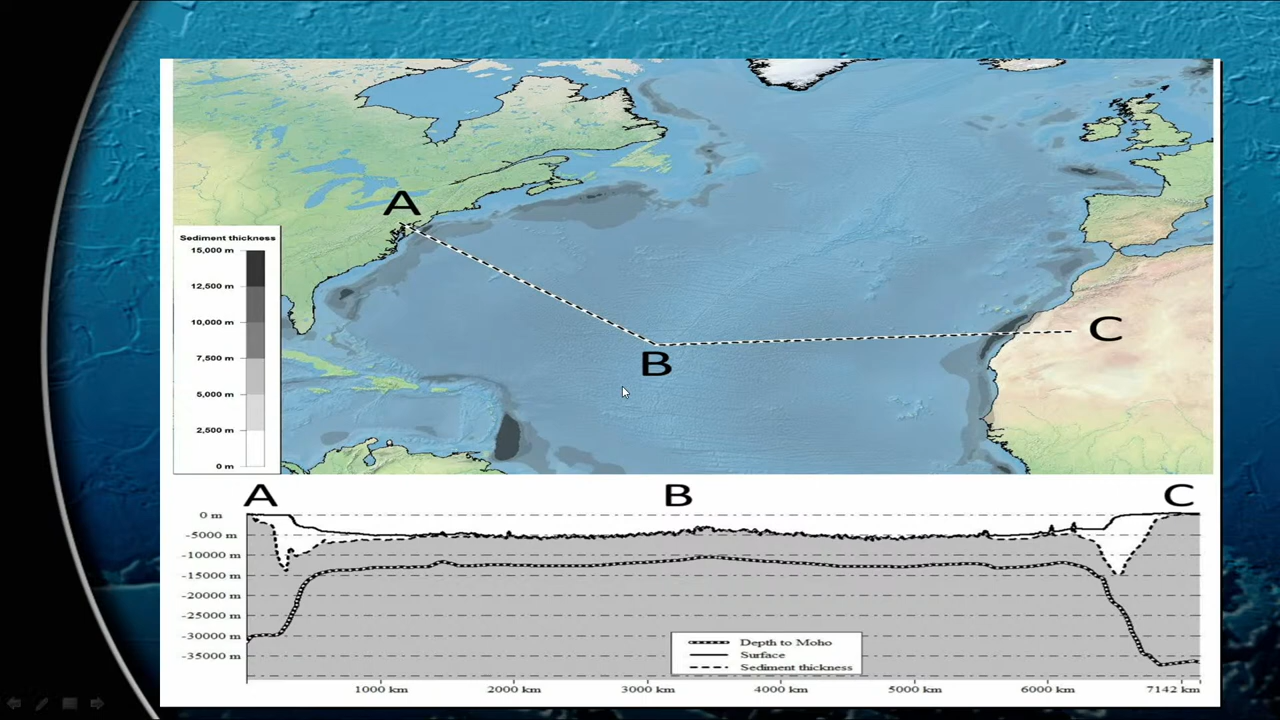 A
B
C
Sediment thickness
15,000 m
12,500 m
10,000 m
7,500 m
5,000 m
2,500 m
0 m
A B C
0 m
-5000 m
-10000 m
-15000 m
-20000 m
-25000 m
-30000 m
-35000 m
Depth to Moho
Surface
Sediment thickness
1000 km 2000 km 3000 km 4000 km 5000 km 6000 km 7142 km